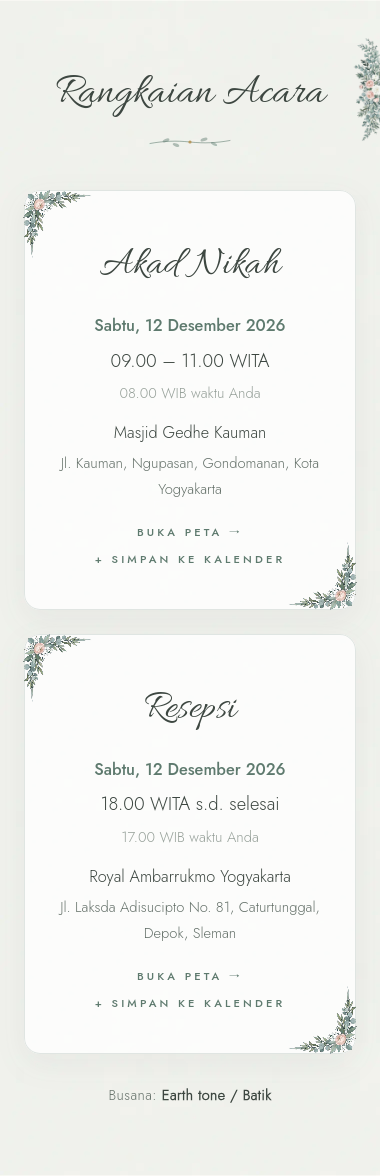 Rangkaian Acara
Akad Nikah
Sabtu, 12 Desember 2026
09.00 – 11.00 WITA
08.00 WIB waktu Anda
Masjid Gedhe Kauman
Jl. Kauman, Ngupasan, Gondomanan, Kota
Yogyakarta
BUKA PETA →
+ SIMPAN KE KALENDER
Resepsi
Sabtu, 12 Desember 2026
18.00 WITA s.d. selesai
17.00 WIB waktu Anda
Royal Ambarrukmo Yogyakarta
Jl. Laksda Adisucipto No. 81, Caturtunggal,
Depok, Sleman
BUKA PETA →
+ SIMPAN KE KALENDER
Busana: Earth tone / Batik